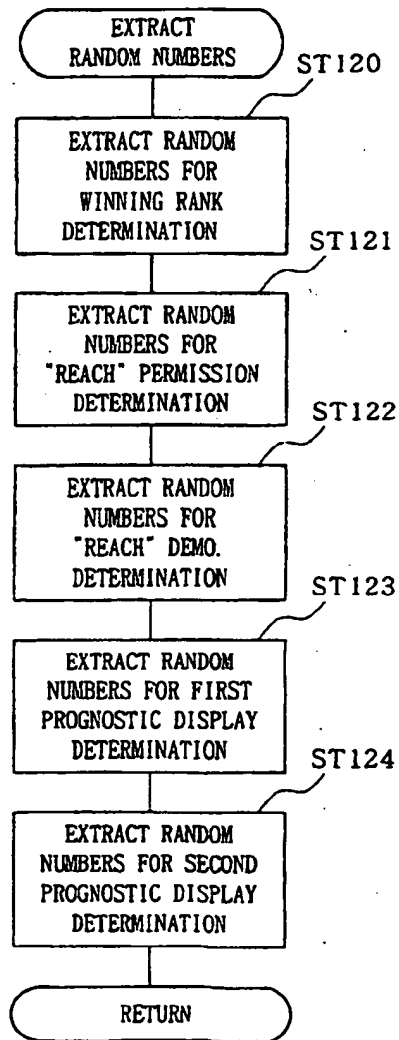 EXTRACT
RANDOM NUMBERS
ST120
EXTRACT RANDOM
NUMBERS FOR
WINNING RANK
DETERMINATION
ST121
EXTRACT RANDOM
NUMBERS FOR
"REACH" PERMISSION
DETERMINATION
ST122
EXTRACT RANDOM
NUMBERS FOR
"REACH" DEMO.
DETERMINATION
ST123
EXTRACT RANDOM
NUMBERS FOR FIRST
PROGNOSTIC DISPLAY
DETERMINATION
ST124
EXTRACT RANDOM
NUMBERS FOR SECOND
PROGNOSTIC DISPLAY
DETERMINATION
RETURN